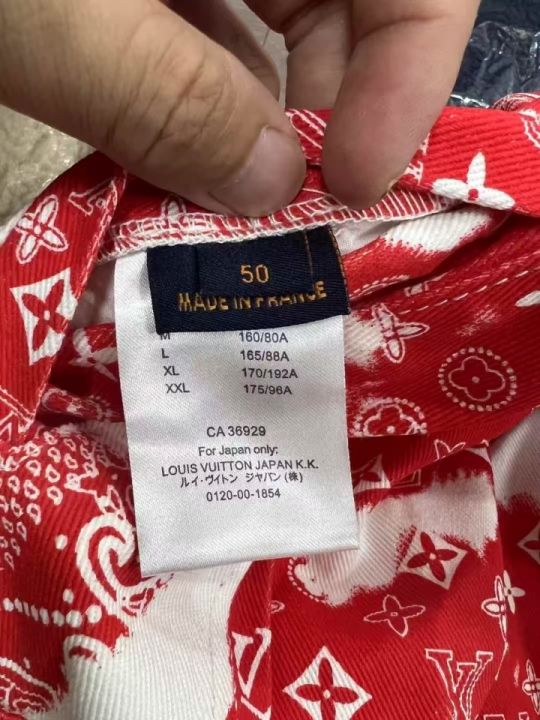 50
MADE IN FRANCE
M 160/80A
L 165/88A
XL 170/192A
XXL 175/96A
CA 36929
For Japan only:
LOUIS VUITTON JAPAN K.K.
ルイ・ヴィトン ジャパン (株)
0120-00-1854